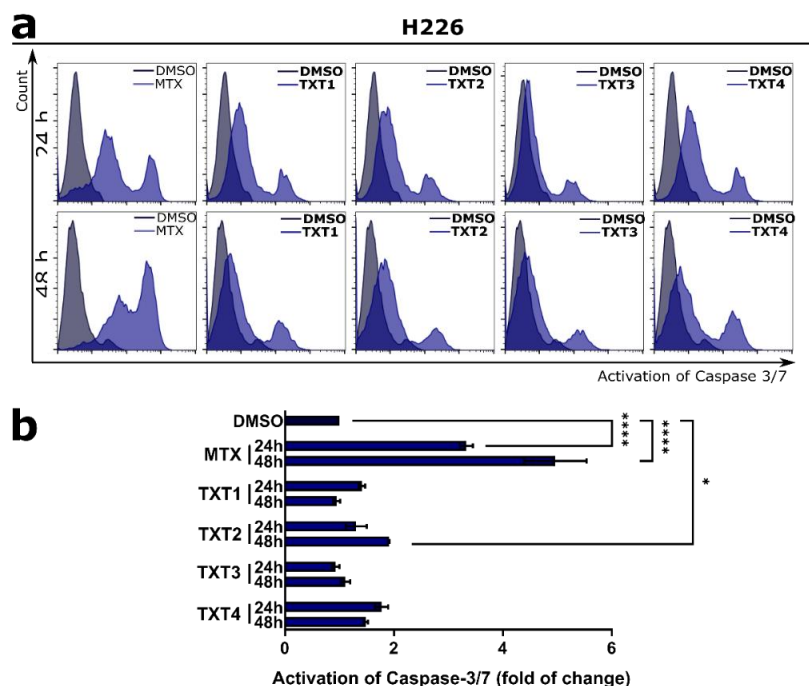 a
H226
Count
24 h
DMSO
MTX
DMSO
TXT1
DMSO
TXT2
DMSO
TXT3
DMSO
TXT4
48 h
DMSO
MTX
DMSO
TXT1
DMSO
TXT2
DMSO
TXT3
DMSO
TXT4
Activation of Caspase 3/7
b
DMSO
MTX
24h
48h
TXT1
24h
48h
TXT2
24h
48h
TXT3
24h
48h
TXT4
24h
48h
****
****
*
0 2 4 6
Activation of Caspase-3/7 (fold of change)